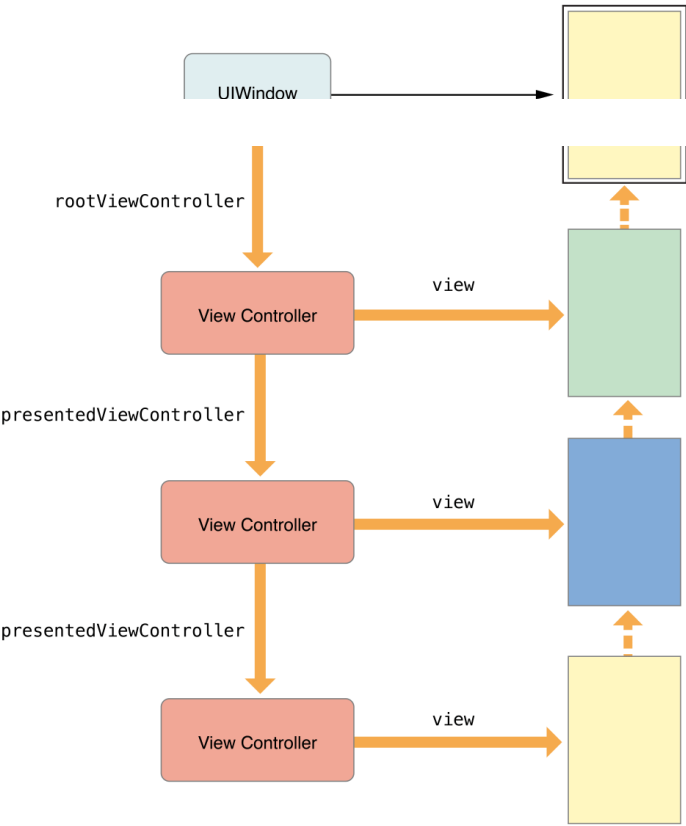 UIWindow
rootViewController
view
View Controller
presentedViewController
view
View Controller
presentedViewController
view
View Controller